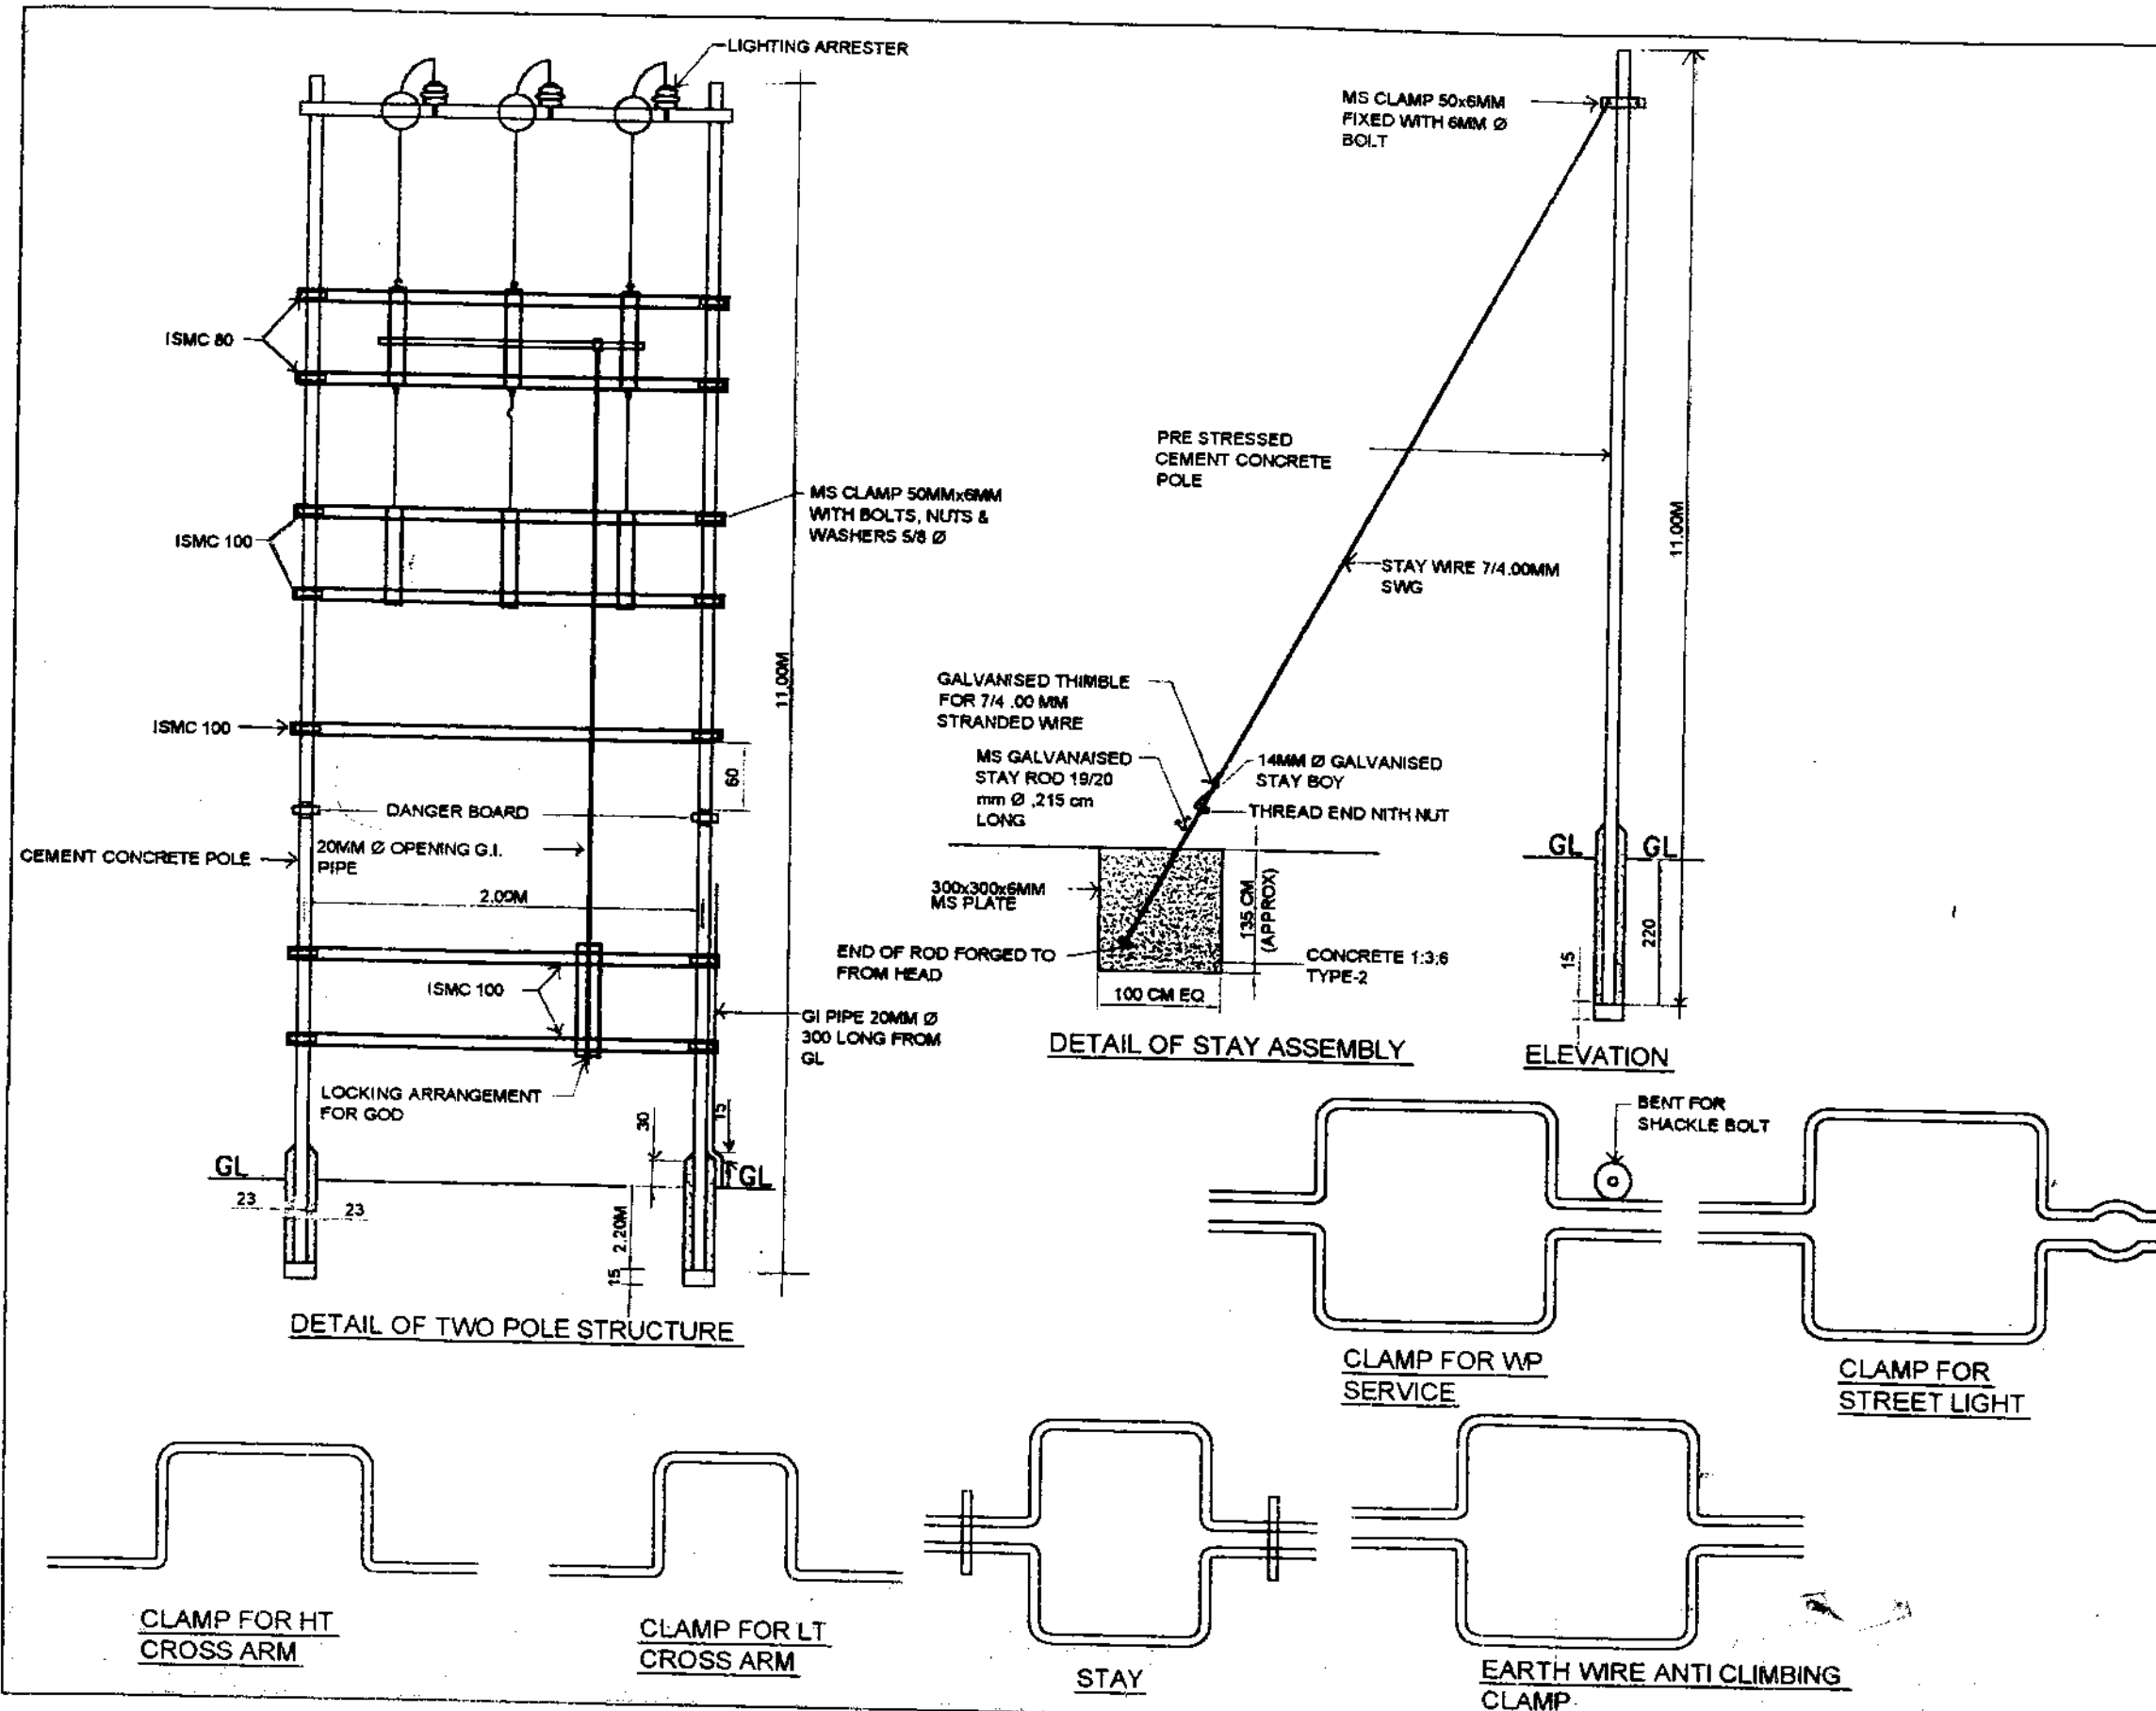 LIGHTING ARRESTER
ISMC 80
ISMC 100
MS CLAMP 50MMx6MM
WITH BOLTS, NUTS &
WASHERS 5/8 Ø
11.00M
ISMC 100
60
DANGER BOARD
CEMENT CONCRETE POLE
20MM Ø OPENING G.I.
PIPE
2.00M
ISMC 100
GI PIPE 20MM Ø
300 LONG FROM
GL
LOCKING ARRANGEMENT
FOR GOD
30
15
GL
GL
23
23
2.20M
15
DETAIL OF TWO POLE STRUCTURE
MS CLAMP 50x6MM
FIXED WITH 6MM Ø
BOLT
PRE STRESSED
CEMENT CONCRETE
POLE
11.00M
STAY WIRE 7/4.00MM
SWG
GALVANISED THIMBLE
FOR 7/4 .00 MM
STRANDED WIRE
MS GALVANAISED
STAY ROD 19/20
mm Ø ,215 cm
LONG
14MM Ø GALVANISED
STAY BOY
THREAD END NITH NUT
300x300x6MM
MS PLATE
135 CM
(APPROX)
END OF ROD FORGED TO
FROM HEAD
CONCRETE 1:3:6
TYPE-2
100 CM EQ
DETAIL OF STAY ASSEMBLY
GL
GL
220
15
ELEVATION
BENT FOR
SHACKLE BOLT
CLAMP FOR WP
SERVICE
CLAMP FOR
STREET LIGHT
CLAMP FOR HT
CROSS ARM
CLAMP FOR LT
CROSS ARM
STAY
EARTH WIRE ANTI CLIMBING
CLAMP